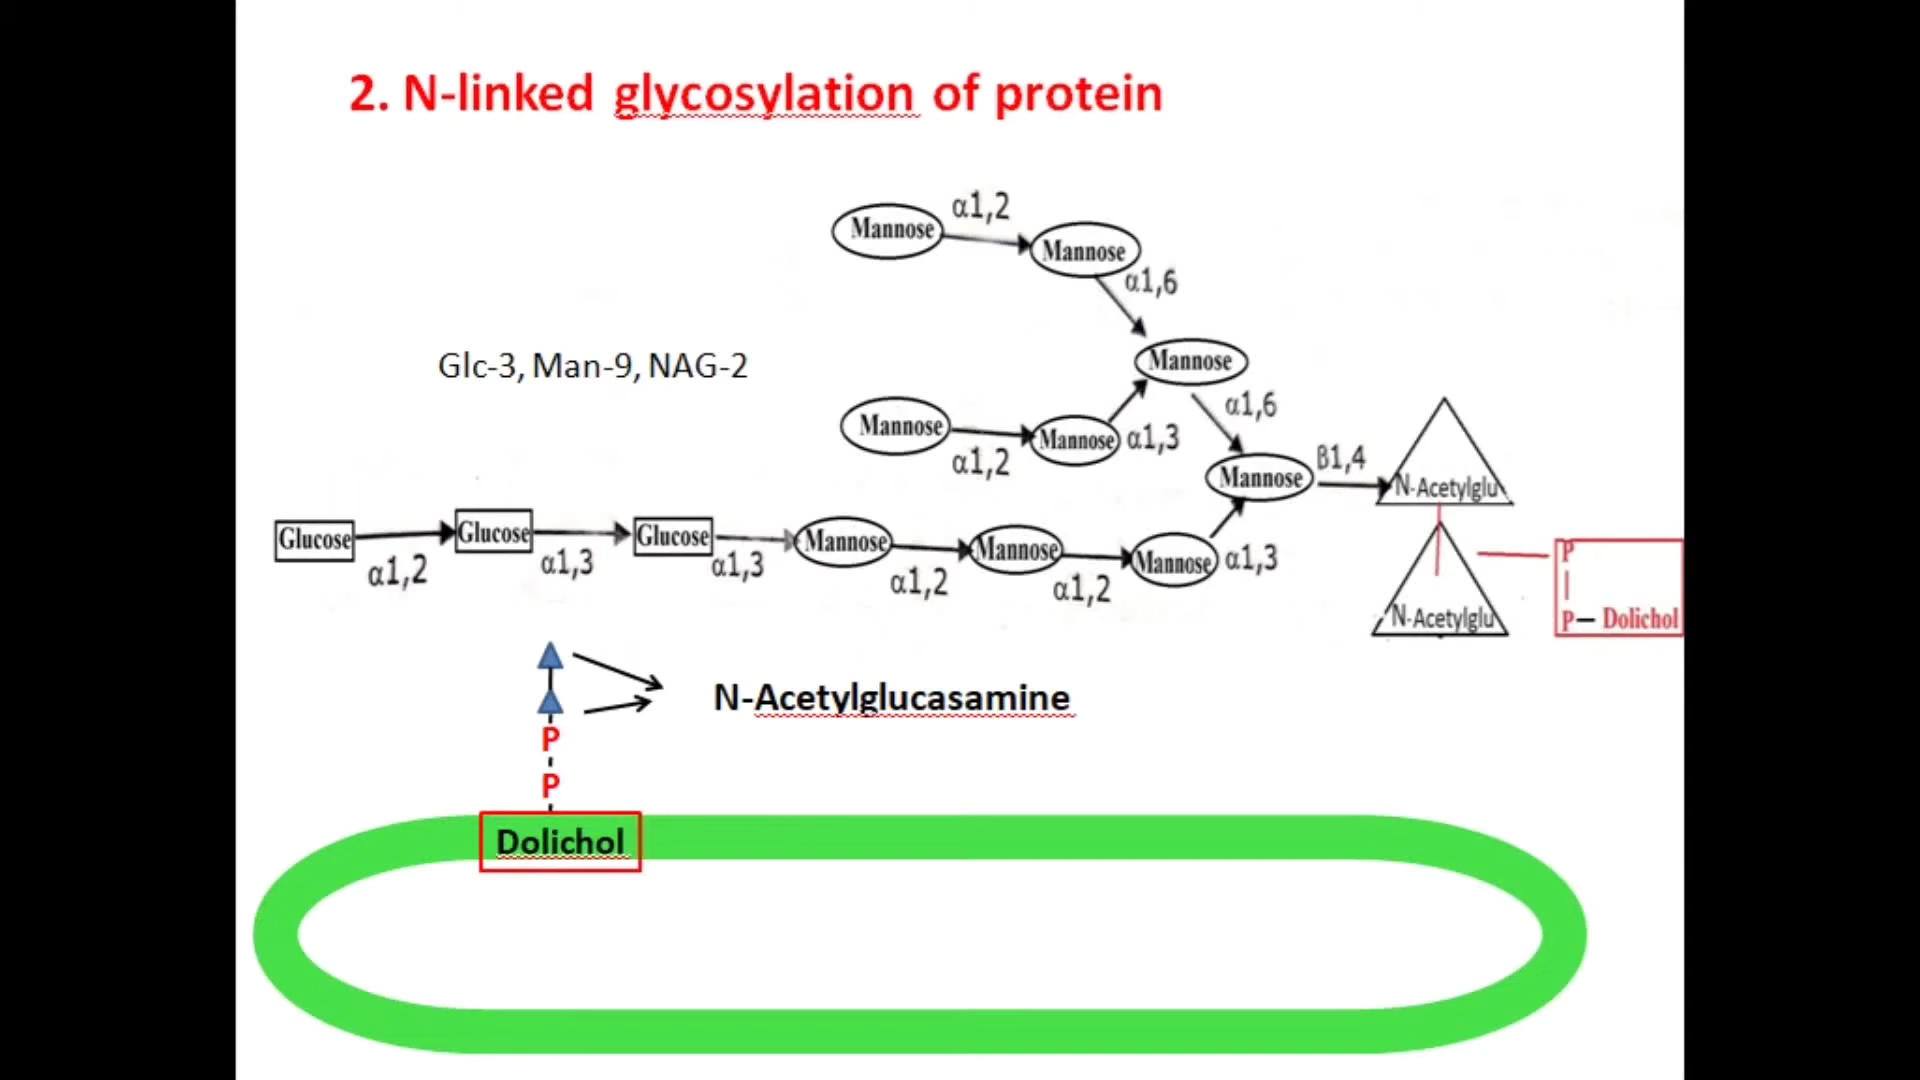 2. N-linked glycosylation of protein
α1,2
Mannose
Mannose
α1,6
Glc-3, Man-9, NAG-2
Mannose
α1,6
Mannose
Mannose
α1,3
α1,2
Mannose
β1,4
N-Acetylglu
Glucose
α1,2
Glucose
α1,3
Glucose
α1,3
Mannose
α1,2
Mannose
α1,2
Mannose
α1,3
P
N-Acetylglu
P
Dolichol
N-Acetylglucasamine
P
P
Dolichol